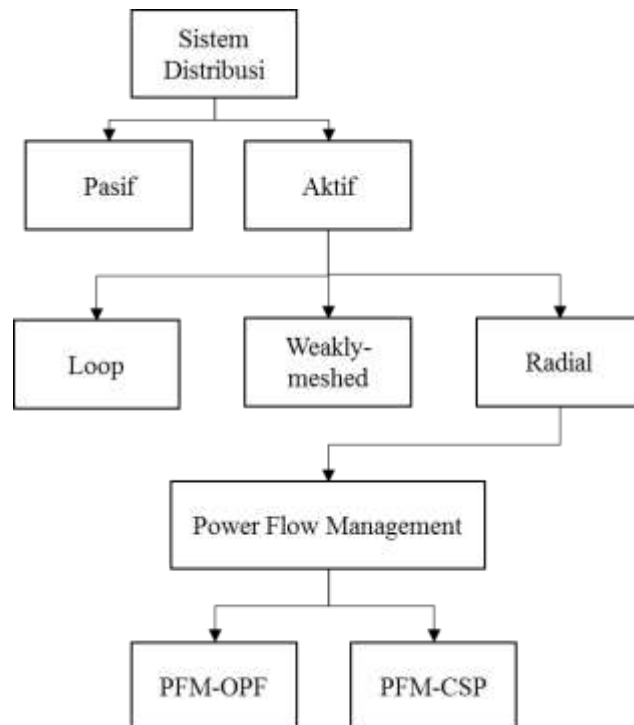 Sistem
Distribusi
Pasif
Aktif
Loop
Weakly-
meshed
Radial
Power Flow Management
PFM-OPF
PFM-CSP